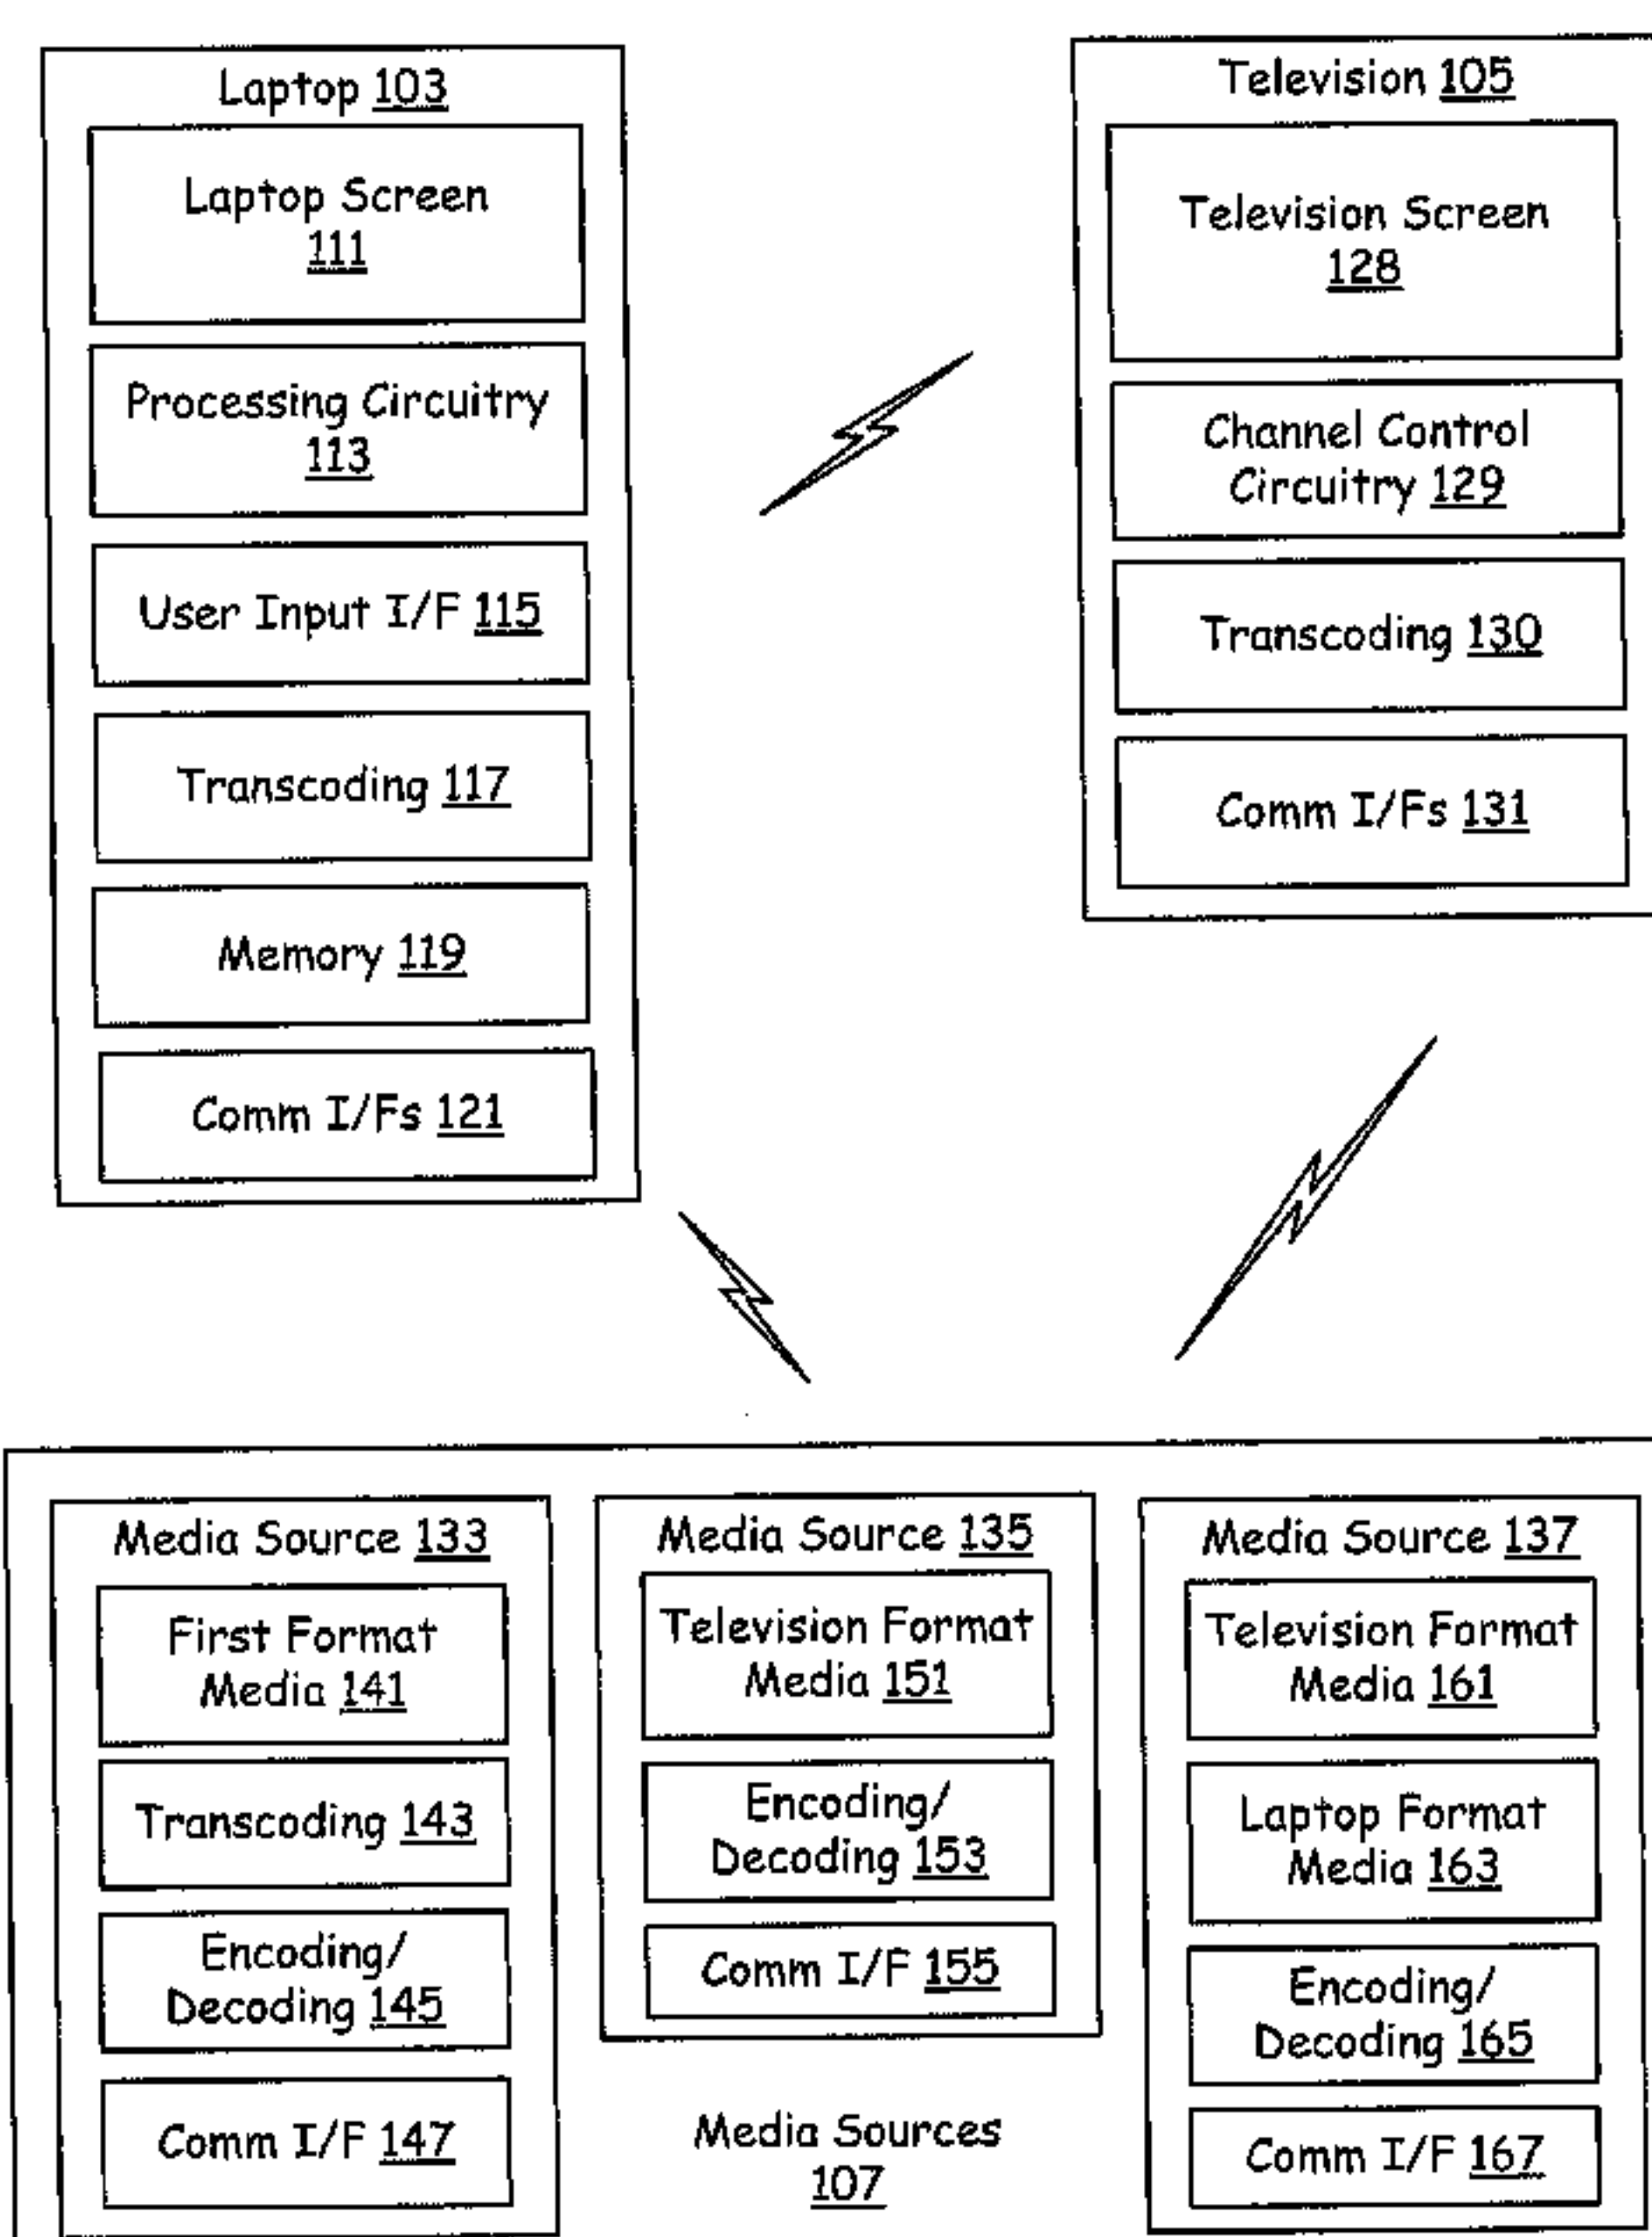 Laptop 103
Laptop Screen
111
Processing Circuitry
113
User Input I/F 115
Transcoding 117
Memory 119
Comm I/Fs 121
Television 105
Television Screen
128
Channel Control
Circuitry 129
Transcoding 130
Comm I/Fs 131
Media Source 133
First Format
Media 141
Transcoding 143
Encoding/
Decoding 145
Comm I/F 147
Media Source 135
Television Format
Media 151
Encoding/
Decoding 153
Comm I/F 155
Media Sources
107
Media Source 137
Television Format
Media 161
Laptop Format
Media 163
Encoding/
Decoding 165
Comm I/F 167